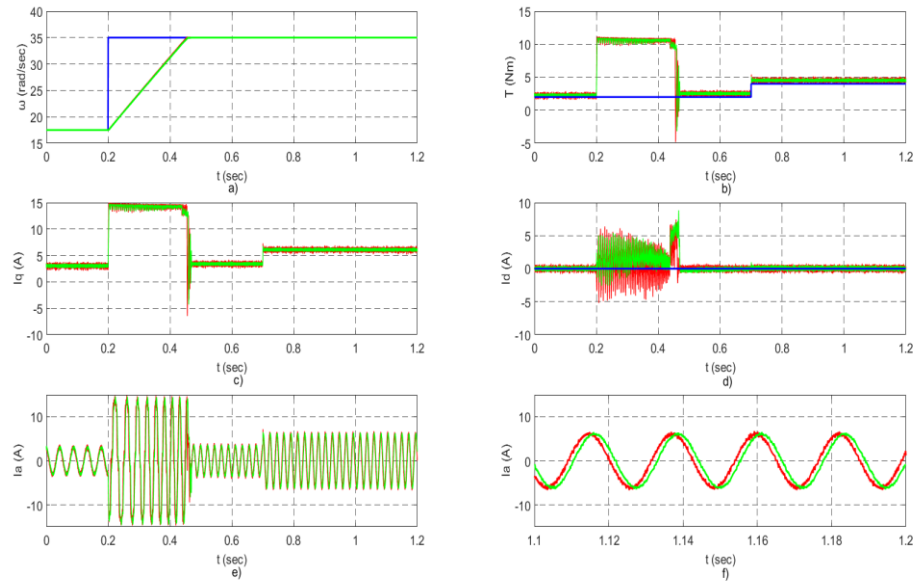 ω (rad/sec)
40
35
30
25
20
15
0 0.2 0.4 0.6 0.8 1 1.2
t (sec)
a)
T (Nm)
15
10
5
0
-5
0 0.2 0.4 0.6 0.8 1 1.2
t (sec)
b)
Iq (A)
15
10
5
0
-5
-10
0 0.2 0.4 0.6 0.8 1 1.2
t (sec)
c)
Id (A)
10
5
0
-5
-10
0 0.2 0.4 0.6 0.8 1 1.2
t (sec)
d)
Ia (A)
10
0
-10
0 0.2 0.4 0.6 0.8 1 1.2
t (sec)
e)
Ia (A)
10
0
-10
1.1 1.12 1.14 1.16 1.18 1.2
t (sec)
f)